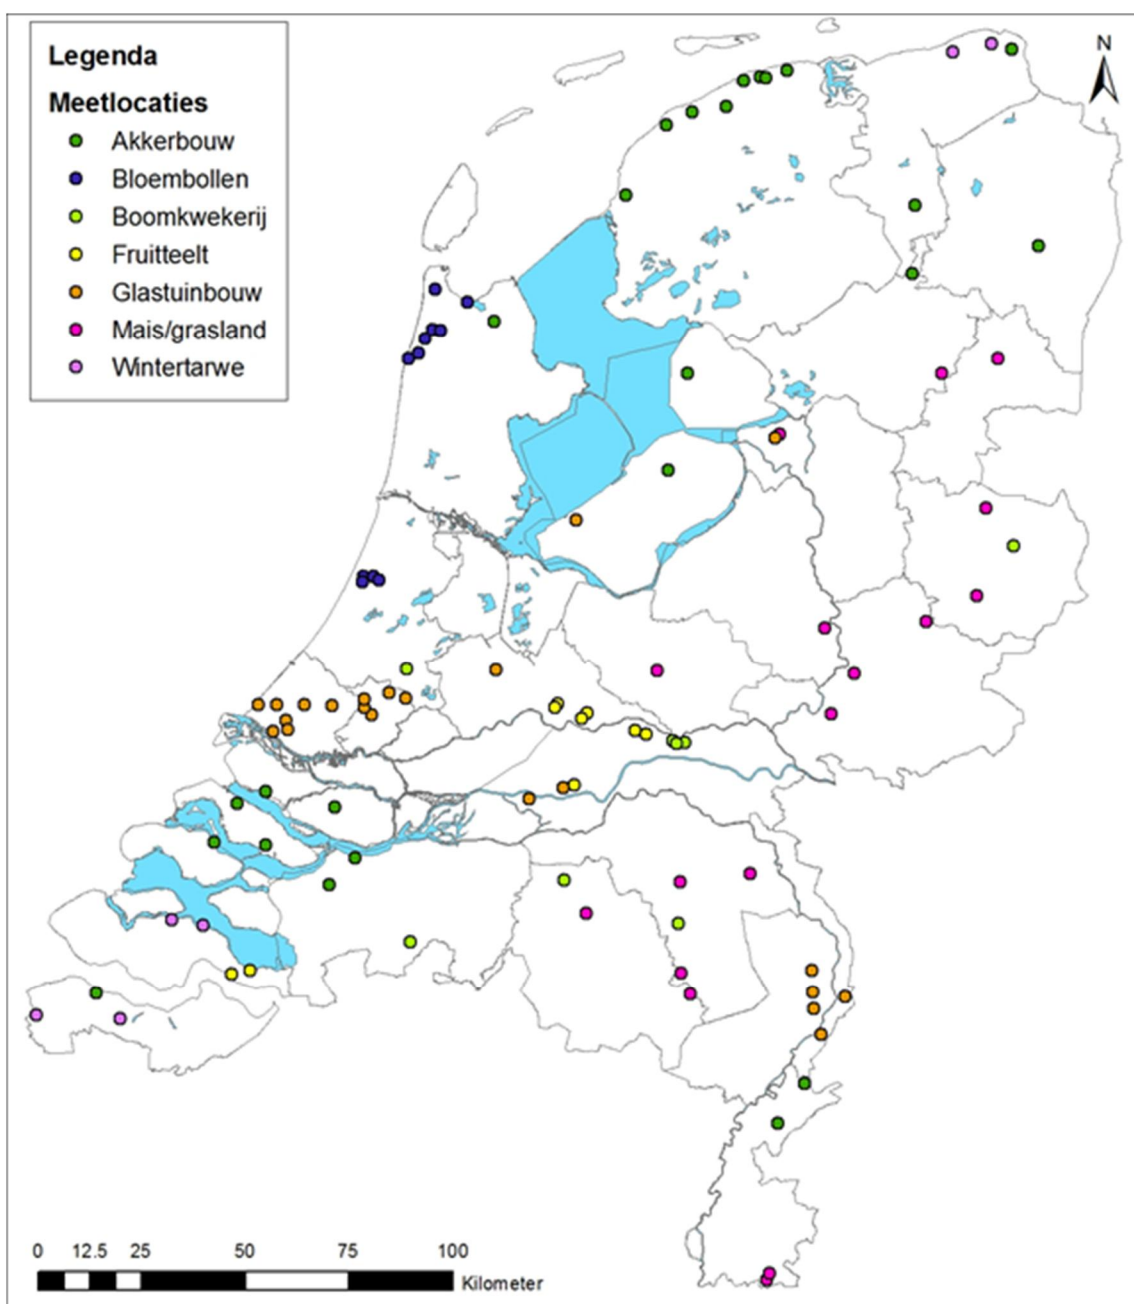 Legenda
Meetlocaties
Akkerbouw
Bloembollen
Boomkwekerij
Fruitteelt
Glastuinbouw
Mais/grasland
Wintertarwe
N
0 12.5 25 50 75 100
Kilometer